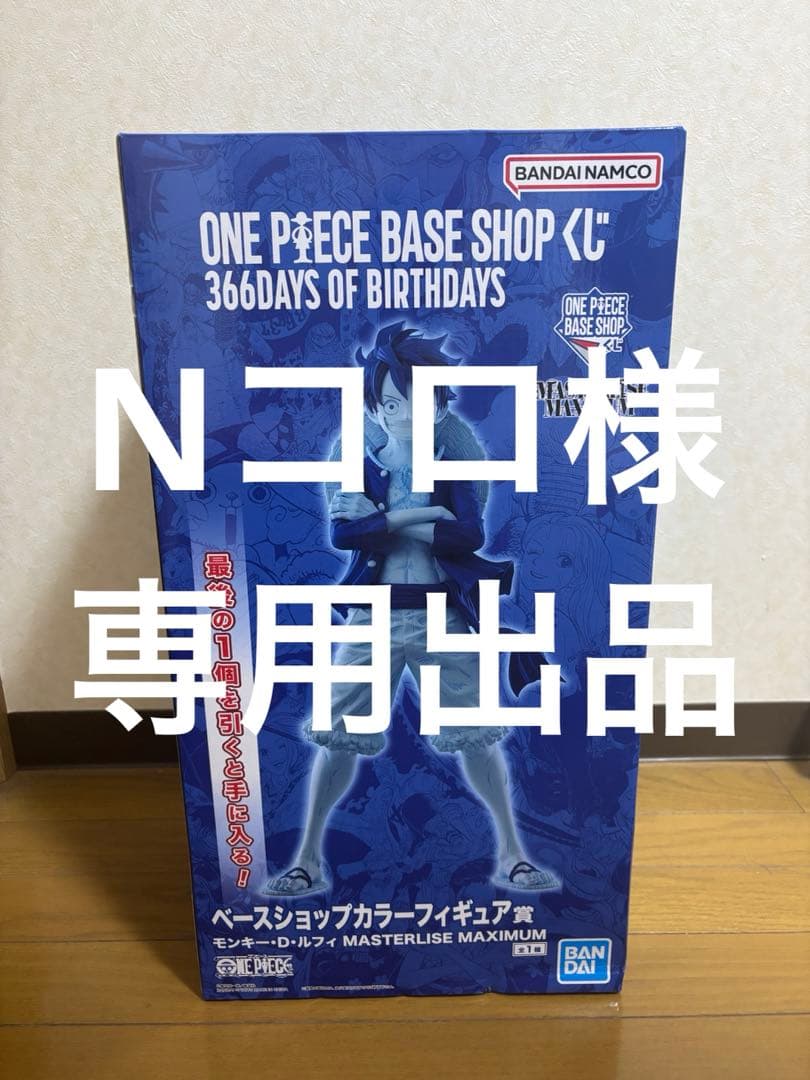 BANDAI NAMCO
ONE PIECE BASE SHOP くじ
366DAYS OF BIRTHDAYS
ONE PIECE
BASE SHOP
くじ
MASTERLISE
MAXIMUM
Nコロ様
専用出品
最後の1個を引くと手に入る!
ベースショップカラーフィギュア賞
モンキー・D・ルフィ MASTERLISE MAXIMUM
全1種
ONE PIECE
BAN
DAI